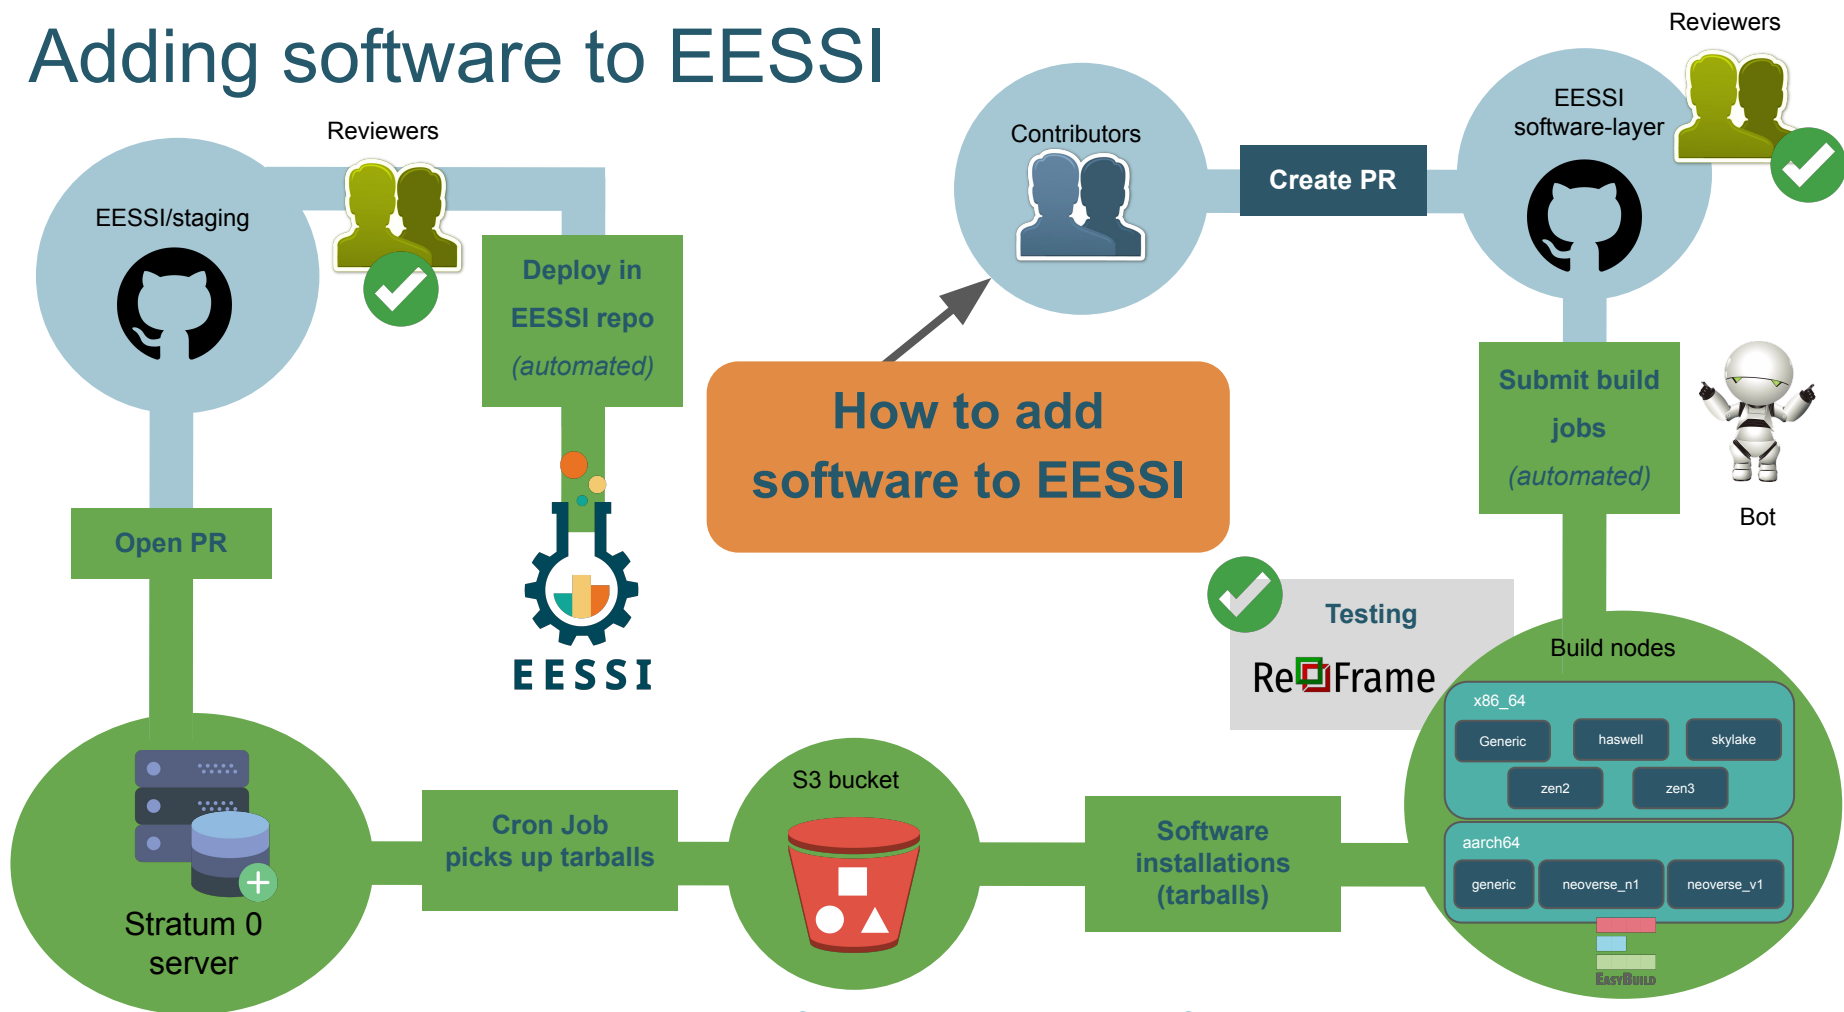 Adding software to EESSI
Reviewers
EESSI/staging
Deploy in
EESSI repo
(automated)
Open PR
EESSI
Contributors
Create PR
Reviewers
EESSI
software-layer
How to add
software to EESSI
Submit build
jobs
(automated)
Bot
Testing
ReFrame
Build nodes
x86_64
Generic
haswell
skylake
zen2
zen3
aarch64
generic
neoverse_n1
neoverse_v1
EASYBUILD
Software
installations
(tarballs)
S3 bucket
Cron Job
picks up tarballs
Stratum 0
server